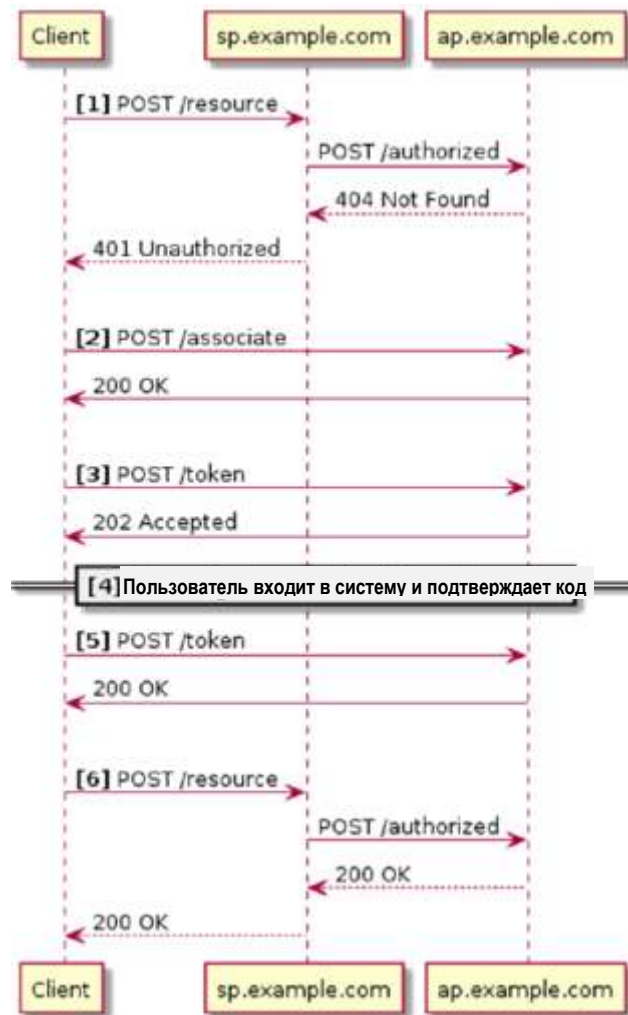 Client sp.example.com ap.example.com
[1] POST /resource
POST /authorized
404 Not Found
401 Unauthorized
[2] POST /associate
200 OK
[3] POST /token
202 Accepted
[4] Пользователь входит в систему и подтверждает код
[5] POST /token
200 OK
[6] POST /resource
POST /authorized
200 OK
200 OK
Client sp.example.com ap.example.com